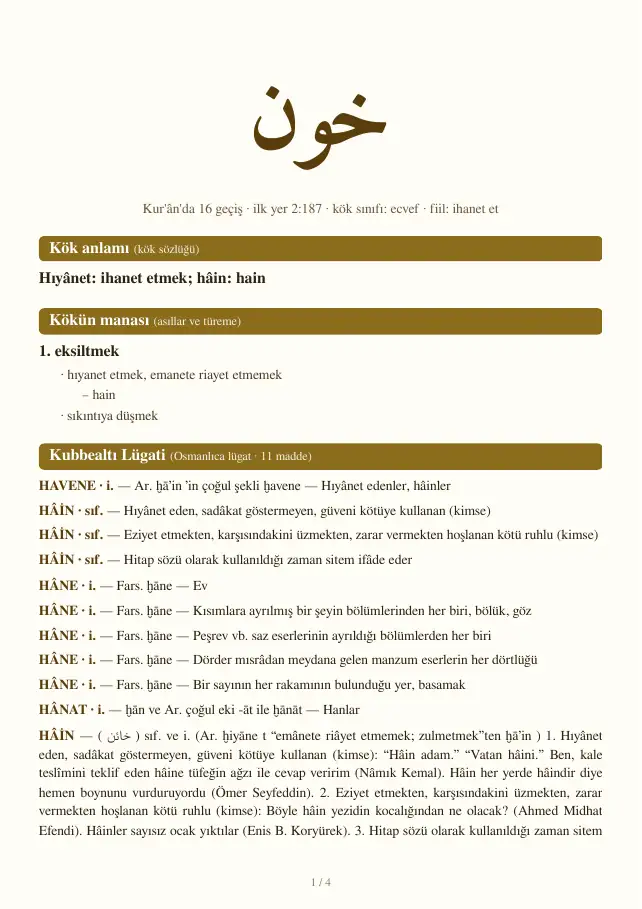 خون
Kur'ân'da 16 geçiş · ilk yer 2:187 · kök sınıfı: ecvef · fiil: ihanet et
Kök anlamı (kök sözlüğü)
Hıyânet: ihanet etmek; hâin: hain
Kökün manası (asıllar ve türeme)
1. eksiltmek
· hıyanet etmek, emanete riayet etmemek
– hain
· sıkıntıya düşmek
Kubbealtı Lügati (Osmanlıca lügat · 11 madde)
HAVENE · i. — Ar. ḫā'in 'in çoğul şekli ḫavene — Hıyânet edenler, hâinler
HÂİN · sıf. — Hıyânet eden, sadâkat göstermeyen, güveni kötüye kullanan (kimse)
HÂİN · sıf. — Eziyet etmekten, karşısındakini üzmekten, zarar vermekten hoşlanan kötü ruhlu (kimse)
HÂİN · sıf. — Hitap sözü olarak kullanıldığı zaman sitem ifâde eder
HÂNE · i. — Fars. ḫāne — Ev
HÂNE · i. — Fars. ḫāne — Kısımlara ayrılmış bir şeyin bölümlerinden her biri, bölük, göz
HÂNE · i. — Fars. ḫāne — Peşrev vb. saz eserlerinin ayrıldığı bölümlerden her biri
HÂNE · i. — Fars. ḫāne — Dörder mısrâdan meydana gelen manzum eserlerin her dörtlüğü
HÂNE · i. — Fars. ḫāne — Bir sayının her rakamının bulunduğu yer, basamak
HÂNAT · i. — ḫān ve Ar. çoğul eki -āt ile ḫānāt — Hanlar
HÂİN — ( خائن ) sıf. ve i. (Ar. ḫiyāne t “emânete riâyet etmemek; zulmetmek”ten ḫā'in ) 1. Hıyânet
eden, sadâkat göstermeyen, güveni kötüye kullanan (kimse): “Hâin adam.” “Vatan hâini.” Ben, kale
teslîmini teklif eden hâine tüfeğin ağzı ile cevap veririm (Nâmık Kemal). Hâin her yerde hâindir diye
hemen boynunu vurduruyordu (Ömer Seyfeddin). 2. Eziyet etmekten, karşısındakini üzmekten, zarar
vermekten hoşlanan kötü ruhlu (kimse): Böyle hâin yezidin kocalığından ne olacak? (Ahmed Midhat
Efendi). Hâinler sayısız ocak yıktılar (Enis B. Koryürek). 3. Hitap sözü olarak kullanıldığı zaman sitem
1 / 4